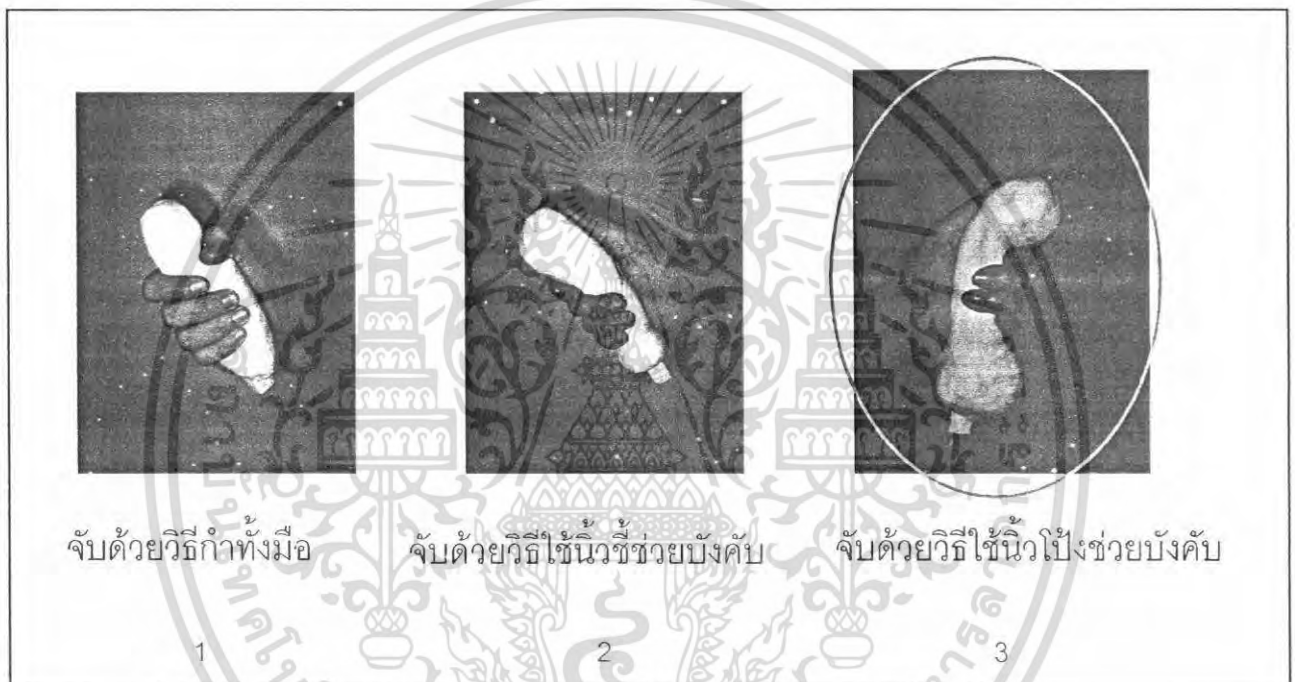 จับด้วยวิธีกำทั้งมือ
จับด้วยวิธีใช้นิ้วชี้ช่วยบังคับ
จับด้วยวิธีใช้นิ้วโป้งช่วยบังคับ
1
2
3